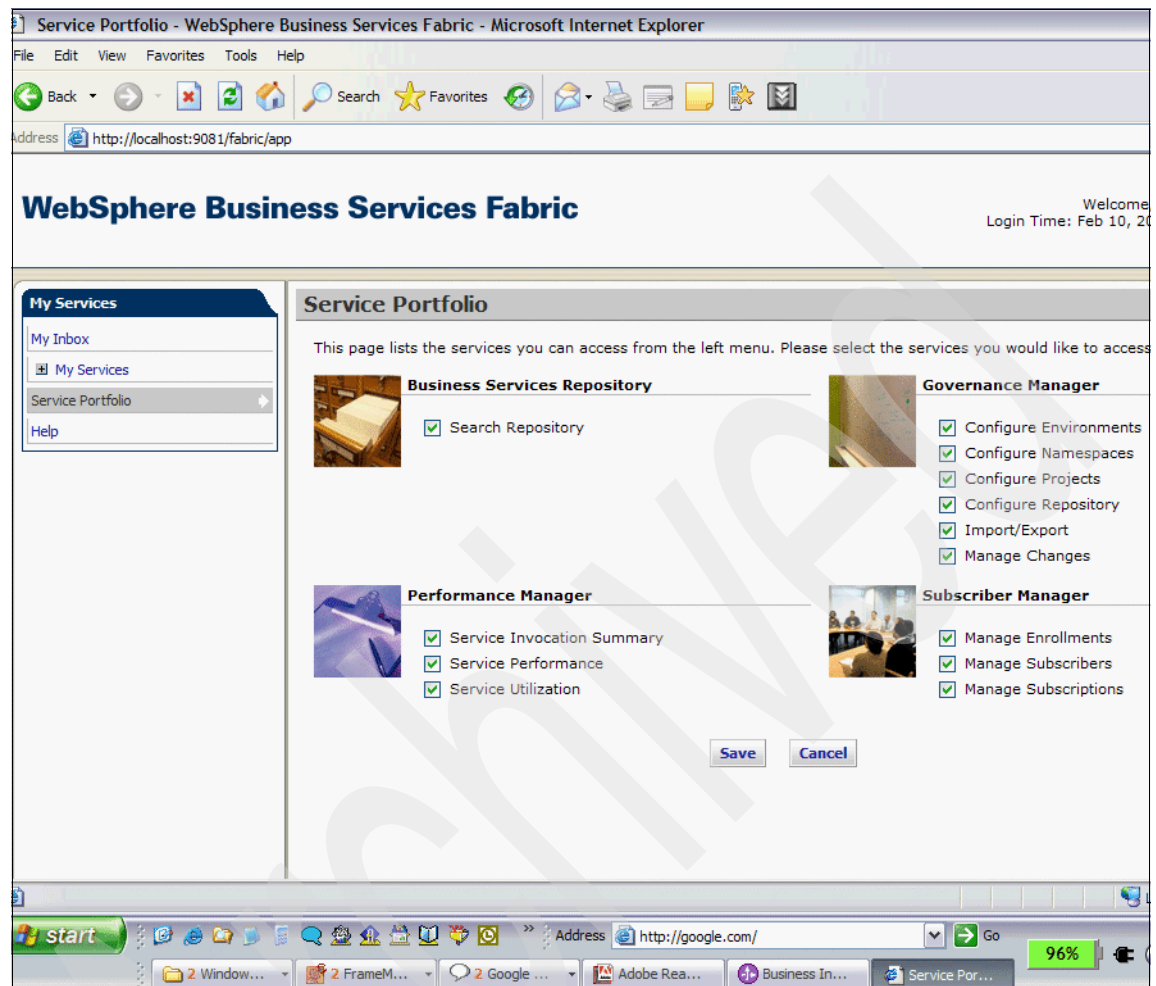 Service Portfolio - WebSphere Business Services Fabric - Microsoft Internet Explorer
File Edit View Favorites Tools Help
Back Search Favorites
Address http://localhost:9081/fabric/app
WebSphere Business Services Fabric
Welcome,
Login Time: Feb 10, 20
My Services
My Inbox
My Services
Service Portfolio
Help
Service Portfolio
This page lists the services you can access from the left menu. Please select the services you would like to access
Business Services Repository
Search Repository
Governance Manager
Configure Environments
Configure Namespaces
Configure Projects
Configure Repository
Import/Export
Manage Changes
Performance Manager
Service Invocation Summary
Service Performance
Service Utilization
Subscriber Manager
Manage Enrollments
Manage Subscribers
Manage Subscriptions
Save Cancel
start Address http://google.com/ Go
96%
2 Window... 2 FrameM... 2 Google ... Adobe Rea... Business In... Service Por...